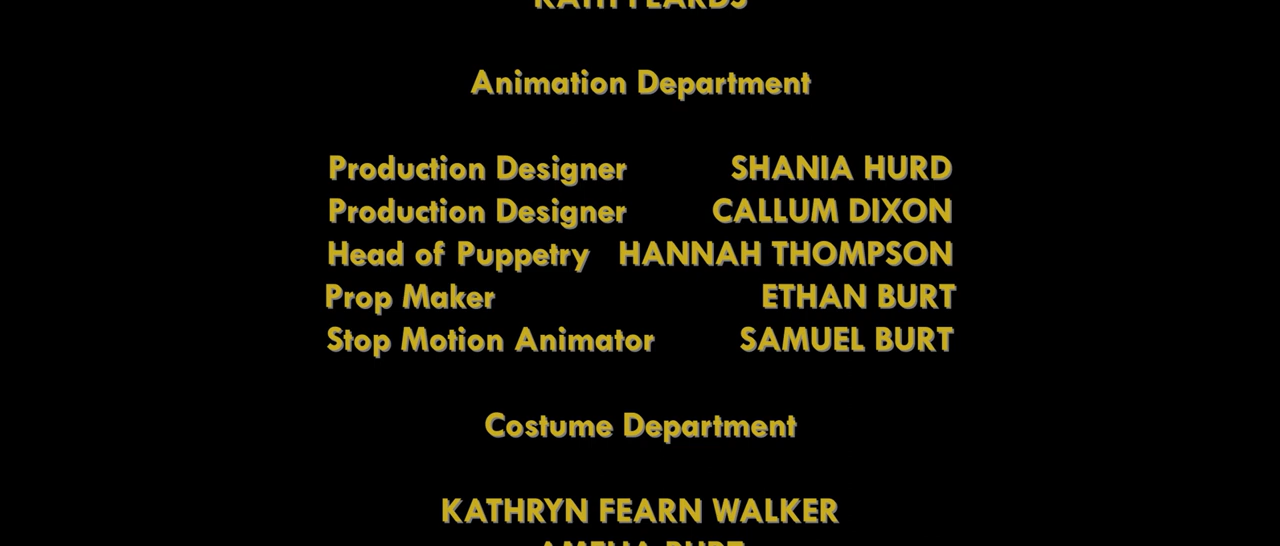 Animation Department
Production Designer SHANIA HURD
Production Designer CALLUM DIXON
Head of Puppetry HANNAH THOMPSON
Prop Maker ETHAN BURT
Stop Motion Animator SAMUEL BURT
Costume Department
KATHRYN FEARN WALKER